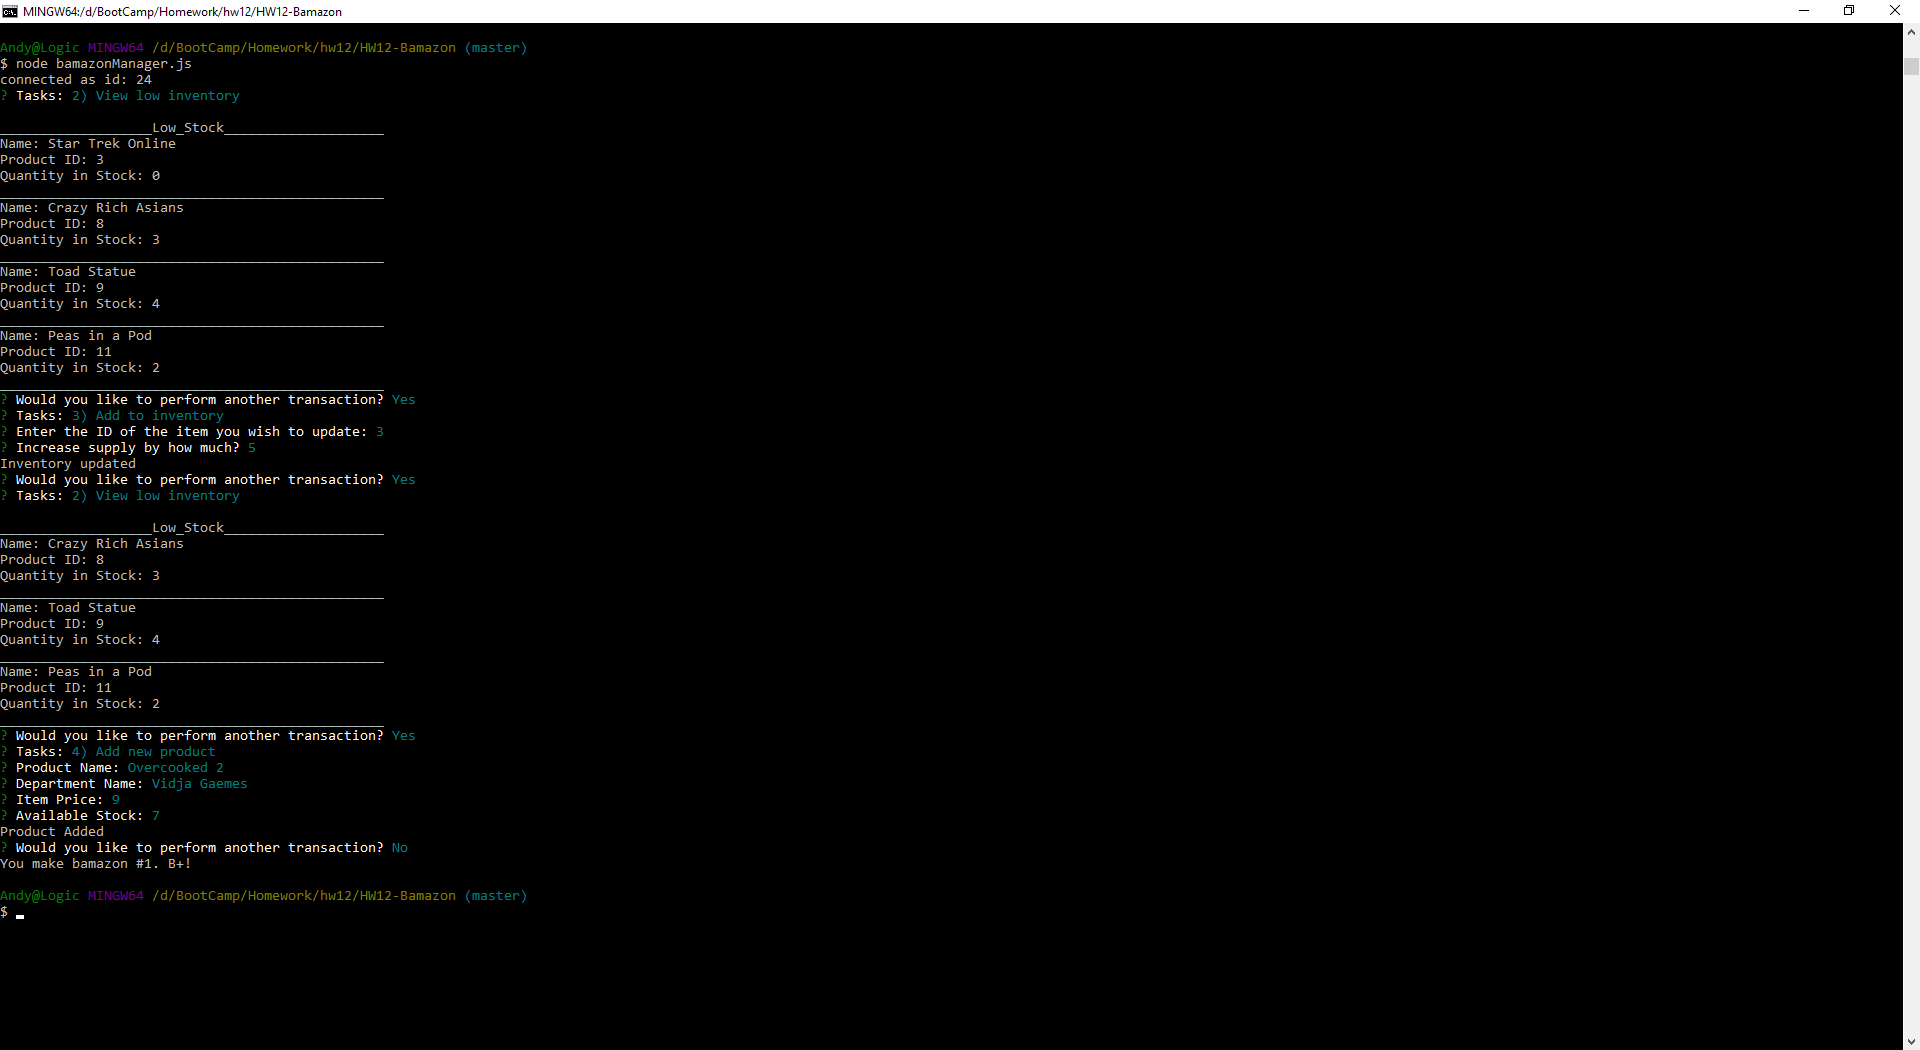 MINGW64:/d/BootCamp/Homework/hw12/HW12-Bamazon
Andy@Logic MINGW64 /d/BootCamp/Homework/hw12/HW12-Bamazon (master)
$ node bamazonManager.js
connected as id: 24
? Tasks: 2) View low inventory
___________________Low_Stock____________________
Name: Star Trek Online
Product ID: 3
Quantity in Stock: 0
________________________________________________
Name: Crazy Rich Asians
Product ID: 8
Quantity in Stock: 3
________________________________________________
Name: Toad Statue
Product ID: 9
Quantity in Stock: 4
________________________________________________
Name: Peas in a Pod
Product ID: 11
Quantity in Stock: 2
________________________________________________
? Would you like to perform another transaction? Yes
? Tasks: 3) Add to inventory
? Enter the ID of the item you wish to update: 3
? Increase supply by how much? 5
Inventory updated
? Would you like to perform another transaction? Yes
? Tasks: 2) View low inventory
___________________Low_Stock____________________
Name: Crazy Rich Asians
Product ID: 8
Quantity in Stock: 3
________________________________________________
Name: Toad Statue
Product ID: 9
Quantity in Stock: 4
________________________________________________
Name: Peas in a Pod
Product ID: 11
Quantity in Stock: 2
________________________________________________
? Would you like to perform another transaction? Yes
? Tasks: 4) Add new product
? Product Name: Overcooked 2
? Department Name: Vidja Gaemes
? Item Price: 9
? Available Stock: 7
Product Added
? Would you like to perform another transaction? No
You make bamazon #1. B+!
Andy@Logic MINGW64 /d/BootCamp/Homework/hw12/HW12-Bamazon (master)
$